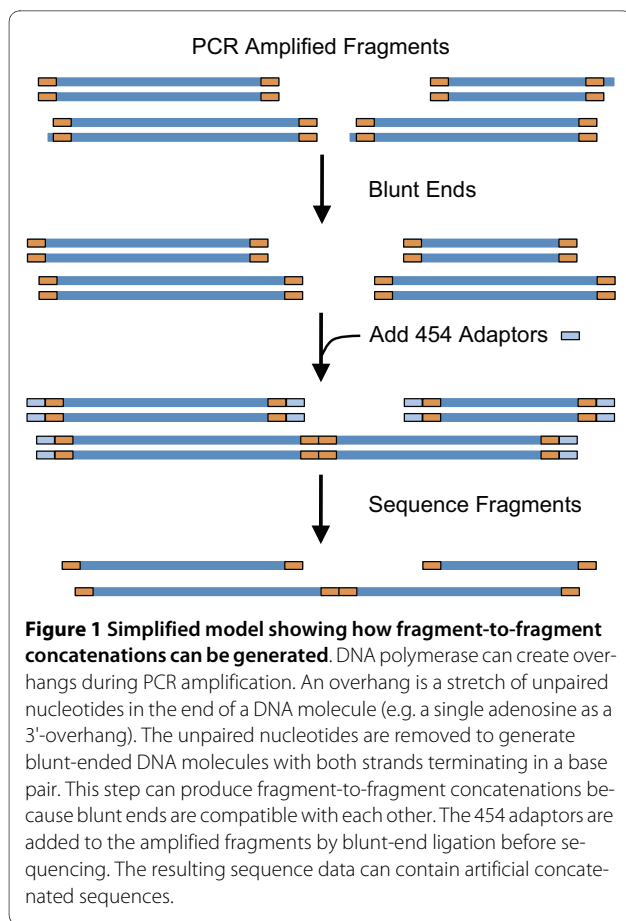 PCR Amplified Fragments
Blunt Ends
Add 454 Adaptors
Sequence Fragments
Figure 1 Simplified model showing how fragment-to-fragment
concatenations can be generated. DNA polymerase can create over-
hangs during PCR amplification. An overhang is a stretch of unpaired
nucleotides in the end of a DNA molecule (e.g. a single adenosine as a
3'-overhang). The unpaired nucleotides are removed to generate
blunt-ended DNA molecules with both strands terminating in a base
pair. This step can produce fragment-to-fragment concatenations be-
cause blunt ends are compatible with each other. The 454 adaptors are
added to the amplified fragments by blunt-end ligation before se-
quencing. The resulting sequence data can contain artificial concate-
nated sequences.